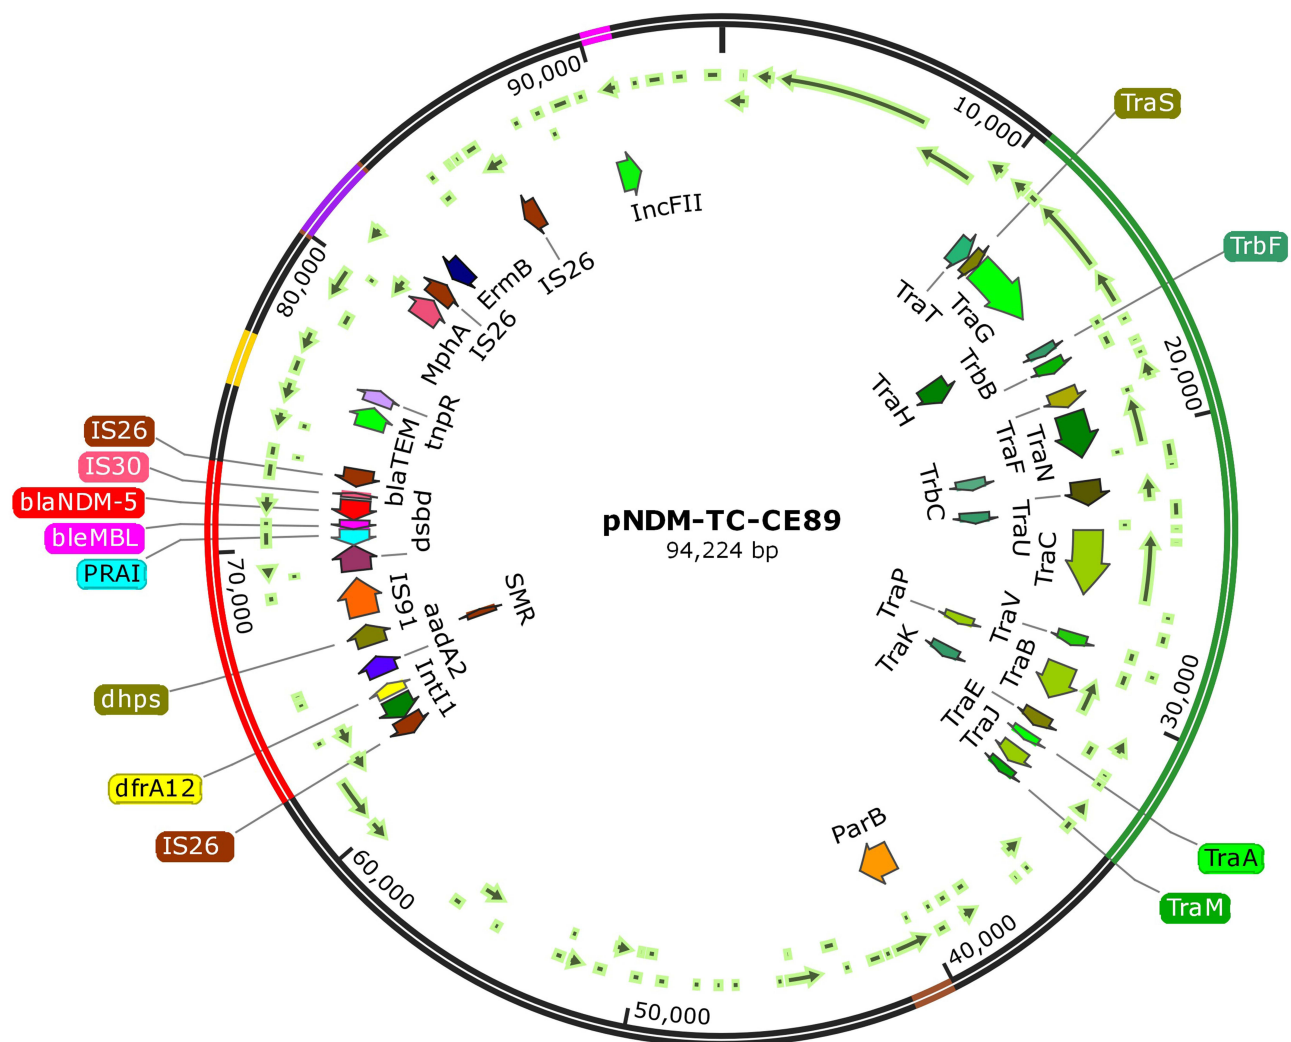 90,000
10,000
TraS
IncFII
IS26
ErmB
IS26
MphA
TraT
TraG
TrbF
TrbB
TraH
20,000
80,000
tnpR
blaTEM
TraF
TraN
IS26
IS30
blaNDM-5
bleMBL
PRAI
dsbd
TrbC
TraU
TraC
pNDM-TC-CE89
94,224 bp
70,000
IS91
SMR
aadA2
IntI1
TraP
TraK
TraV
TraB
TraE
TraJ
30,000
dhps
dfrA12
IS26
ParB
TraA
TraM
60,000
40,000
50,000